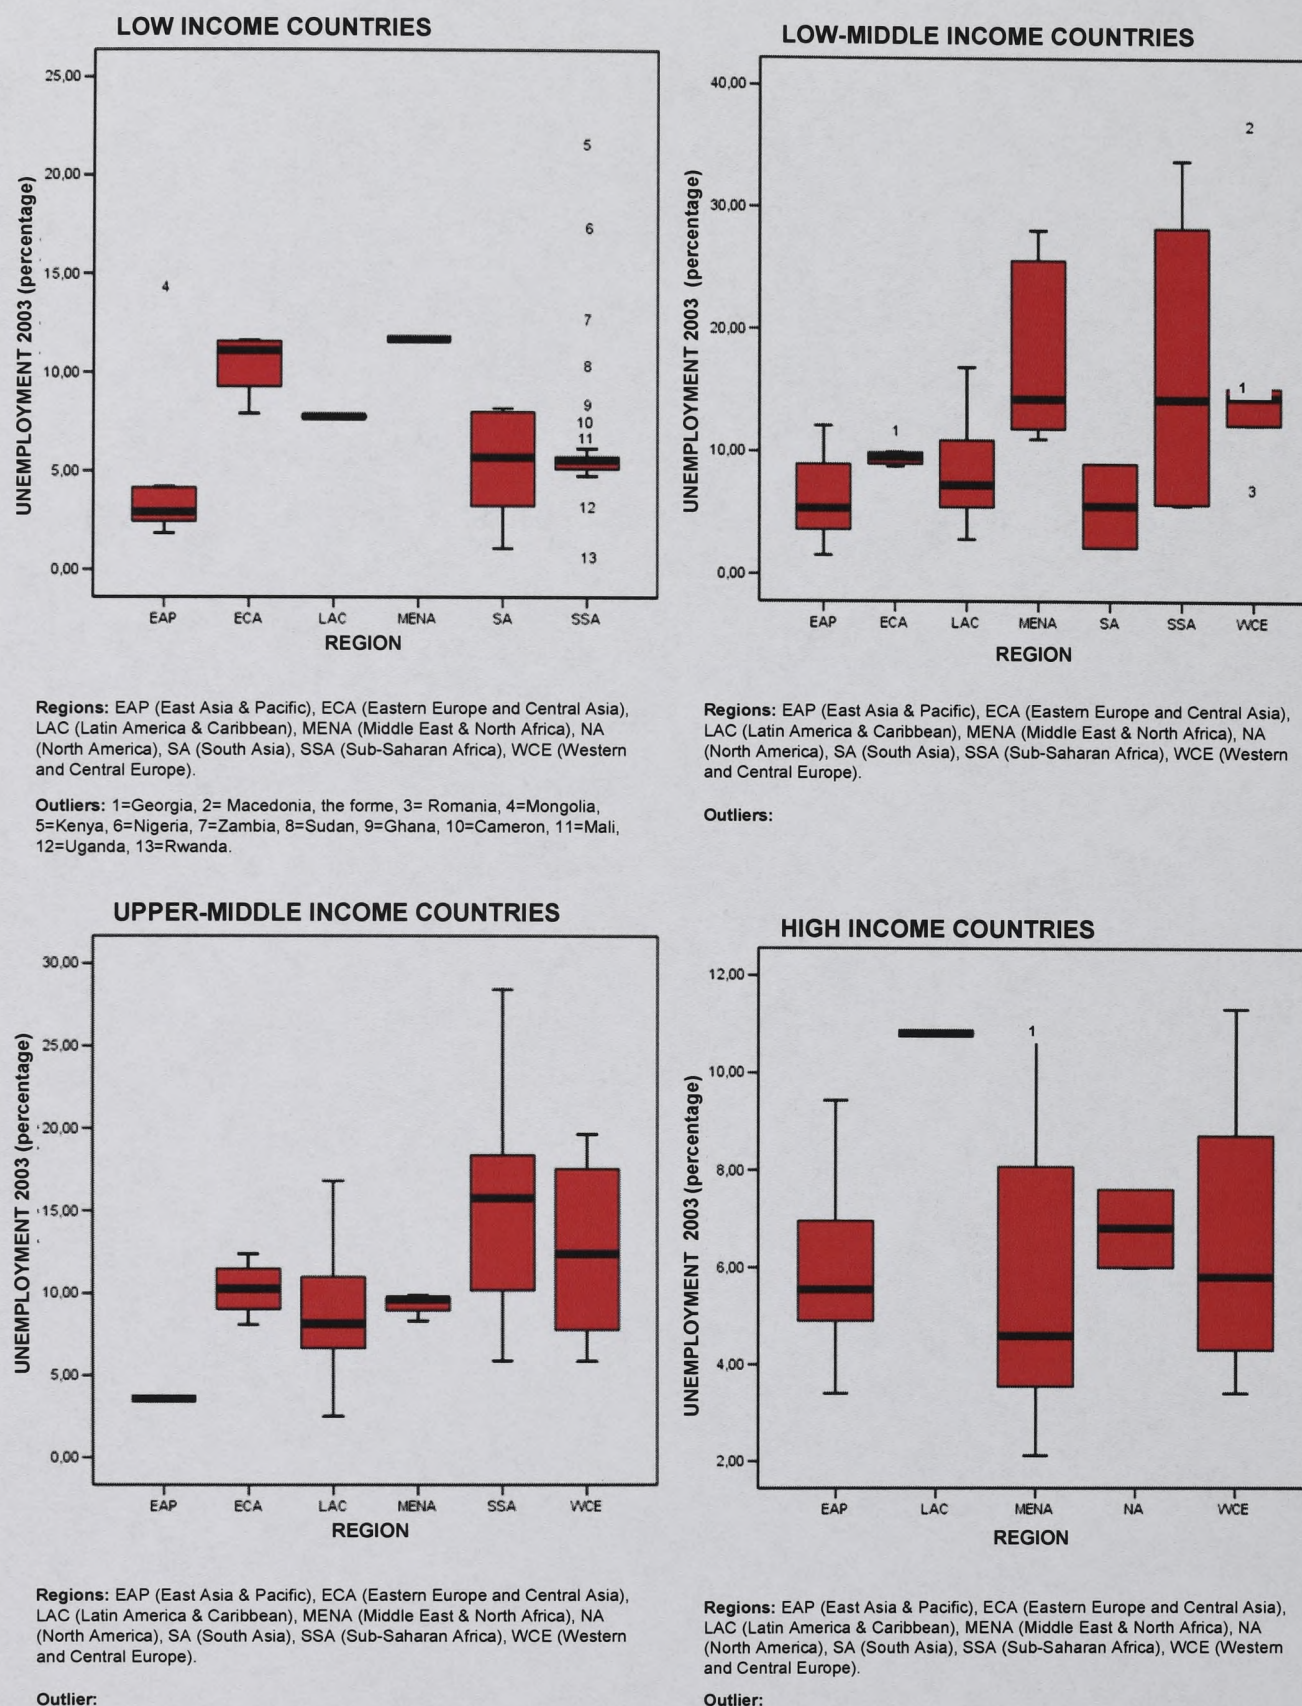 LOW INCOME COUNTRIES
UNEMPLOYMENT 2003 (percentage)
25,00
20,00
15,00
10,00
5,00
0,00
4
5
6
7
8
9
10
11
12
13
EAP ECA LAC MENA SA SSA
REGION
Regions: EAP (East Asia & Pacific), ECA (Eastern Europe and Central Asia),
LAC (Latin America & Caribbean), MENA (Middle East & North Africa), NA
(North America), SA (South Asia), SSA (Sub-Saharan Africa), WCE (Western
and Central Europe).
Outliers: 1=Georgia, 2= Macedonia, the forme, 3= Romania, 4=Mongolia,
5=Kenya, 6=Nigeria, 7=Zambia, 8=Sudan, 9=Ghana, 10=Cameron, 11=Mali,
12=Uganda, 13=Rwanda.
LOW-MIDDLE INCOME COUNTRIES
UNEMPLOYMENT 2003 (percentage)
40,00
30,00
20,00
10,00
0,00
1
2
1
3
EAP ECA LAC MENA SA SSA WCE
REGION
Regions: EAP (East Asia & Pacific), ECA (Eastern Europe and Central Asia),
LAC (Latin America & Caribbean), MENA (Middle East & North Africa), NA
(North America), SA (South Asia), SSA (Sub-Saharan Africa), WCE (Western
and Central Europe).
Outliers:
UPPER-MIDDLE INCOME COUNTRIES
UNEMPLOYMENT 2003 (percentage)
30,00
25,00
20,00
15,00
10,00
5,00
0,00
EAP ECA LAC MENA SSA WCE
REGION
Regions: EAP (East Asia & Pacific), ECA (Eastern Europe and Central Asia),
LAC (Latin America & Caribbean), MENA (Middle East & North Africa), NA
(North America), SA (South Asia), SSA (Sub-Saharan Africa), WCE (Western
and Central Europe).
Outlier:
HIGH INCOME COUNTRIES
UNEMPLOYMENT 2003 (percentage)
12,00
10,00
8,00
6,00
4,00
2,00
1
EAP LAC MENA NA WCE
REGION
Regions: EAP (East Asia & Pacific), ECA (Eastern Europe and Central Asia),
LAC (Latin America & Caribbean), MENA (Middle East & North Africa), NA
(North America), SA (South Asia), SSA (Sub-Saharan Africa), WCE (Western
and Central Europe).
Outlier: